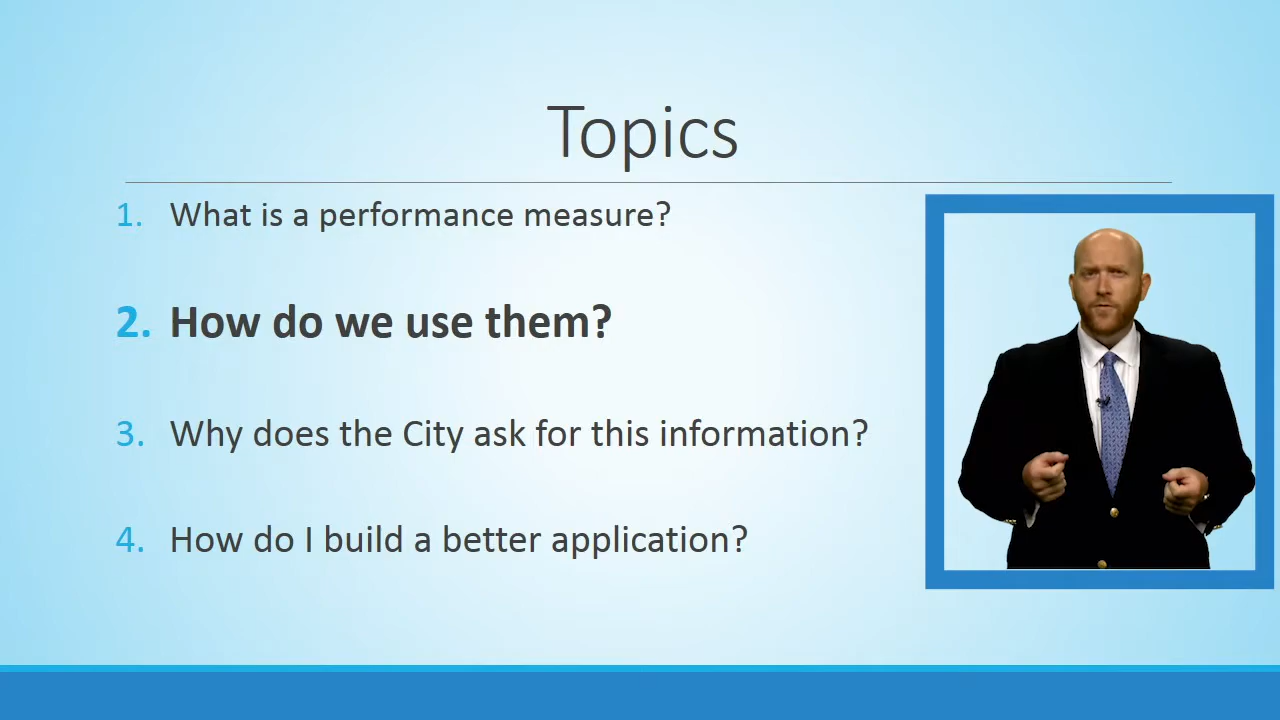 Topics
1. What is a performance measure?
2. How do we use them?
3. Why does the City ask for this information?
4. How do I build a better application?